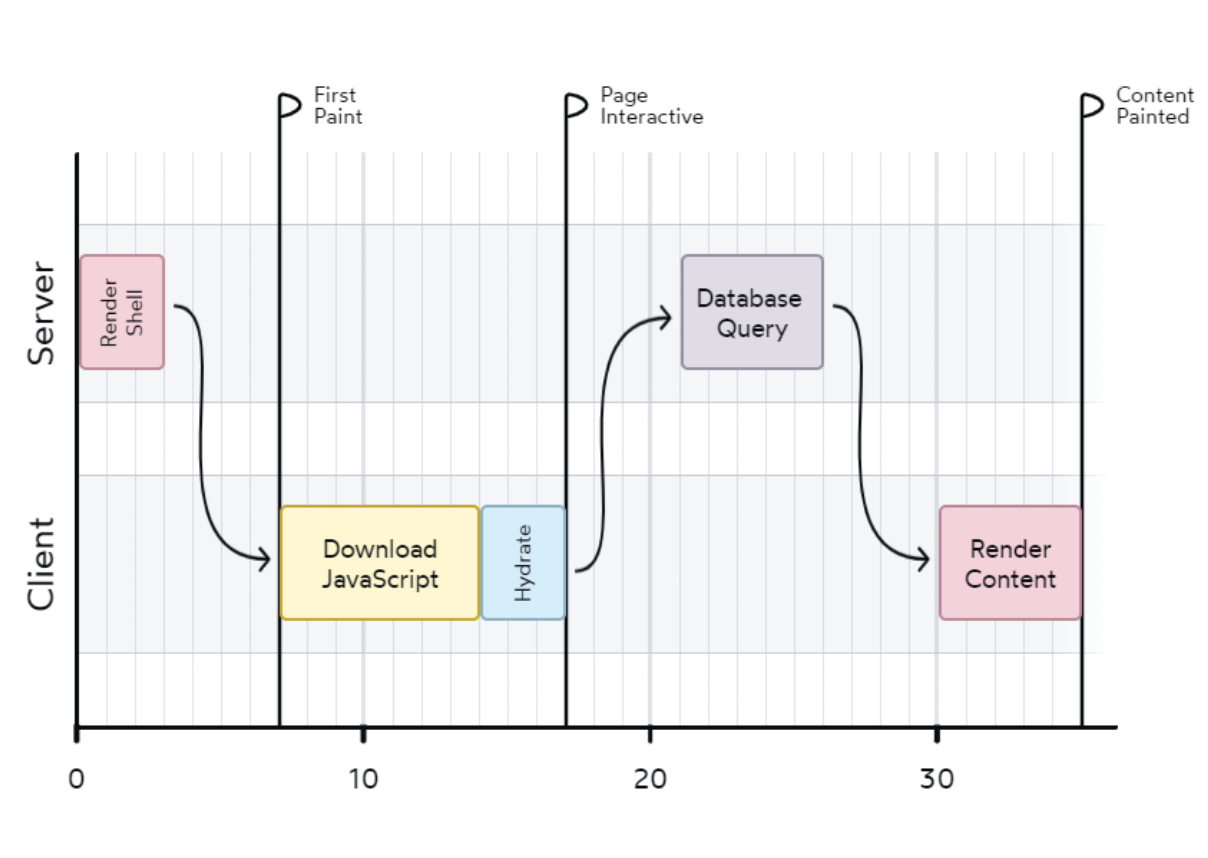 First
Paint
Page
Interactive
Content
Painted
Server
Render
Shell
Database
Query
Client
Download
JavaScript
Hydrate
Render
Content
0
10
20
30